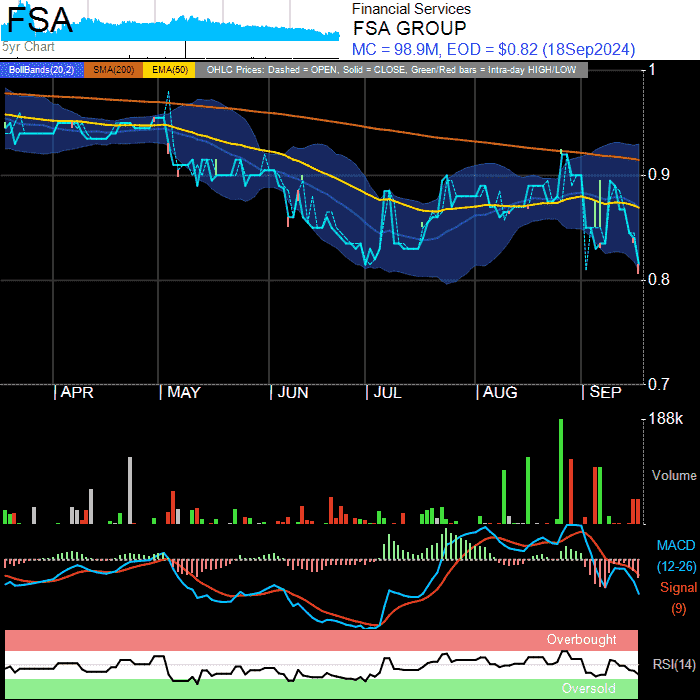 FSA
5yr Chart
Financial Services
FSA GROUP
MC = 98.9M, EOD = $0.82 (18Sep2024)
BollBands(20,2) SMA(200) EMA(50) OHLC Prices: Dashed = OPEN, Solid = CLOSE, Green/Red bars = Intra-day HIGH/LOW
1
0.9
0.8
0.7
APR MAY JUN JUL AUG SEP
188k
Volume
MACD
(12-26)
Signal
(9)
Overbought
RSI(14)
Oversold